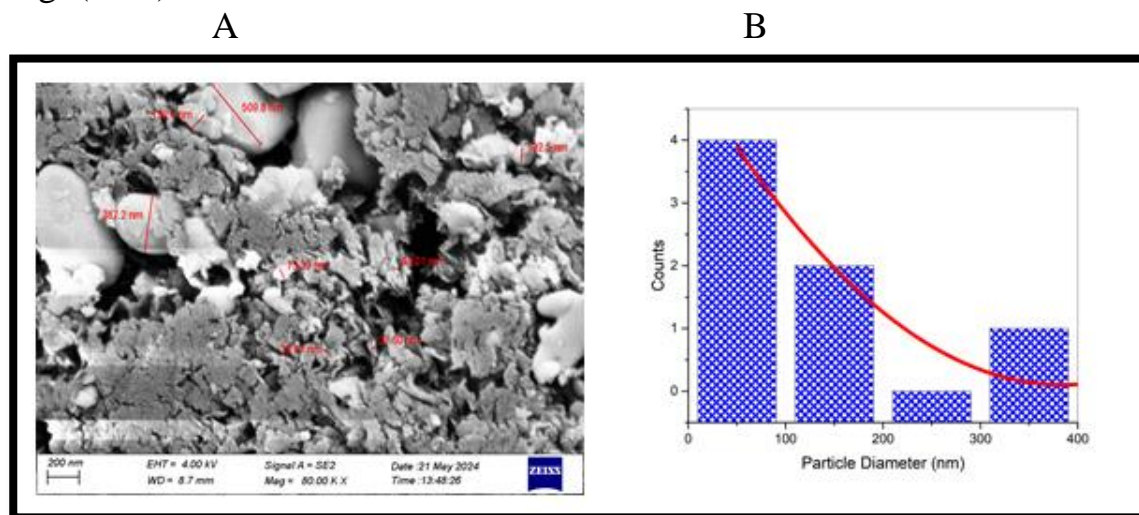 A
B
509.8 nm
387.2 nm
200 nm
EHT = 4.00 kV
WD = 8.7 mm
Signal A = SE2
Mag = 80.00 K X
Date :21 May 2024
Time :13:48:26
ZEISS
Counts
4
3
2
1
0
0
100
200
300
400
Particle Diameter (nm)